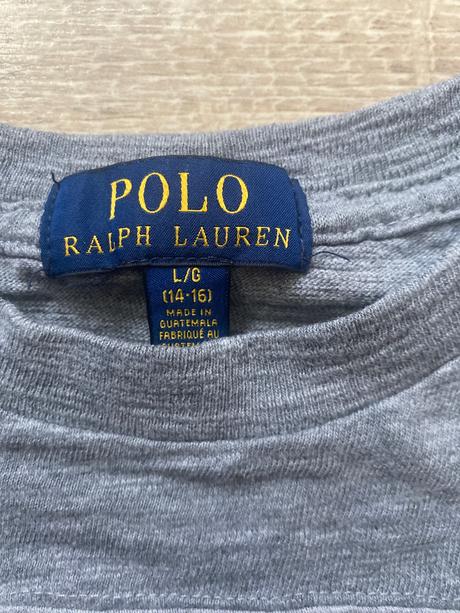 POLO
RALPH LAUREN
L/G
(14-16)
MADE IN
GUATEMALA
FABRIQUÉ AU